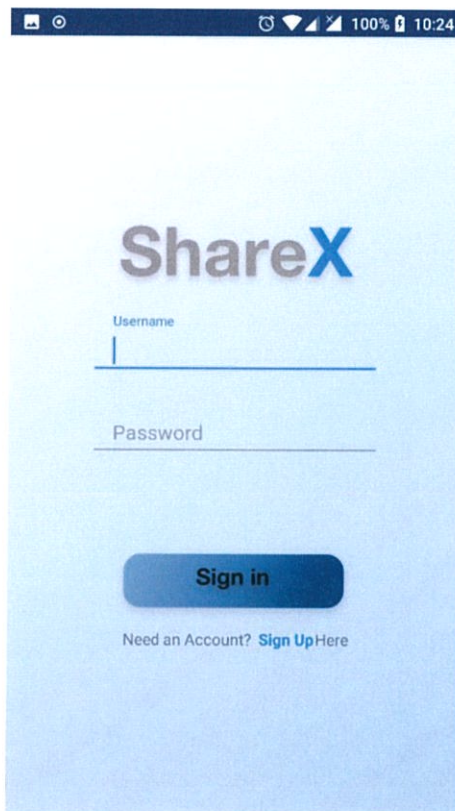 100% 10:24
ShareX
Username
Password
Sign in
Need an Account? Sign Up Here